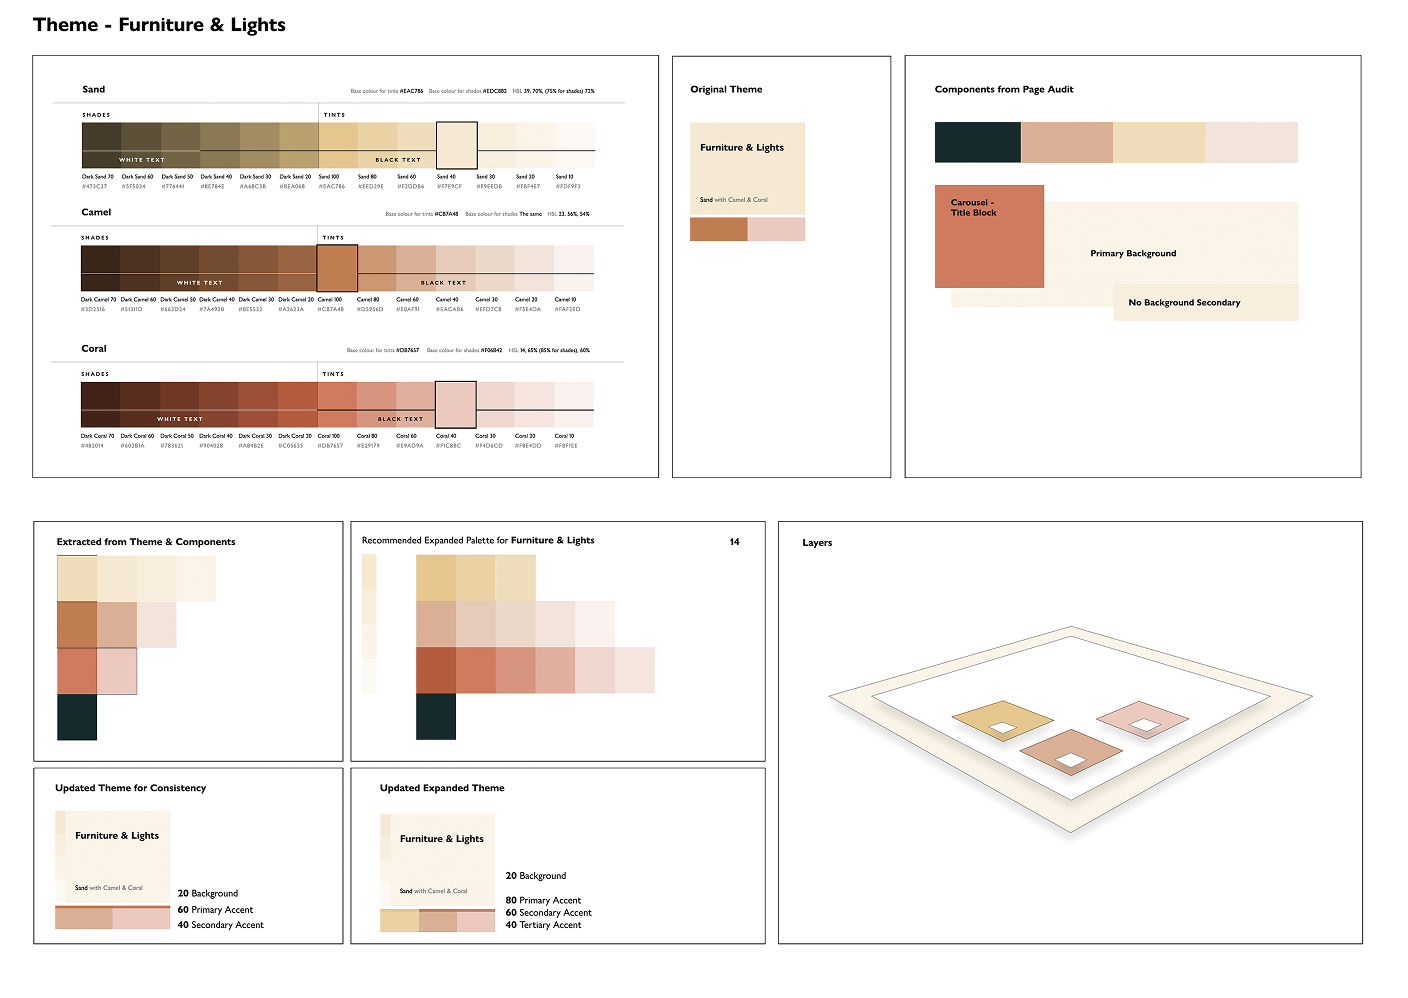 Theme - Furniture & Lights
Sand
Base colour for tints #EAC786 Base colour for shades #EDC882 HSL 39, 70%, (75% for shades) 72%
SHADES TINTS
WHITE TEXT BLACK TEXT
Dark Sand 70 Dark Sand 60 Dark Sand 50 Dark Sand 40 Dark Sand 30 Dark Sand 20 Sand 100 Sand 80 Sand 60 Sand 40 Sand 30 Sand 20 Sand 10
#473C27 #5F5034 #776441 #8E784E #A68C5B #BEA068 #EAC786 #EED29E #F2DDB6 #F7E9CF #F9EEDB #FBF4E7 #FDF9F3
Camel
Base colour for tints #CB7A48 Base colour for shades The same HSL 23, 56%, 54%
SHADES TINTS
WHITE TEXT BLACK TEXT
Dark Camel 70 Dark Camel 60 Dark Camel 50 Dark Camel 40 Dark Camel 30 Dark Camel 20 Camel 100 Camel 80 Camel 60 Camel 40 Camel 30 Camel 20 Camel 10
#3D2516 #51311D #663D24 #7A492B #8E5532 #A2623A #CB7A48 #D5956D #E0AF91 #EACAB6 #EFD7C8 #F5E4DA #FAF2ED
Coral
Base colour for tints #DB7657 Base colour for shades #F06B42 HSL 14, 65% (85% for shades), 60%
SHADES TINTS
WHITE TEXT BLACK TEXT
Dark Coral 70 Dark Coral 60 Dark Coral 50 Dark Coral 40 Dark Coral 30 Dark Coral 20 Coral 100 Coral 80 Coral 60 Coral 40 Coral 30 Coral 20 Coral 10
#482014 #602B1A #783621 #904028 #A84B2E #C05635 #DB7657 #E29179 #E9AD9A #F1C8BC #F4D6CD #F8E4DD #FBF1EE
Original Theme
Furniture & Lights
Sand with Camel & Coral
Components from Page Audit
Carousel -
Title Block
Primary Background
No Background Secondary
Extracted from Theme & Components
Recommended Expanded Palette for Furniture & Lights 14
Layers
Updated Theme for Consistency
Furniture & Lights
Sand with Camel & Coral
20 Background
60 Primary Accent
40 Secondary Accent
Updated Expanded Theme
Furniture & Lights
Sand with Camel & Coral
20 Background
80 Primary Accent
60 Secondary Accent
40 Tertiary Accent